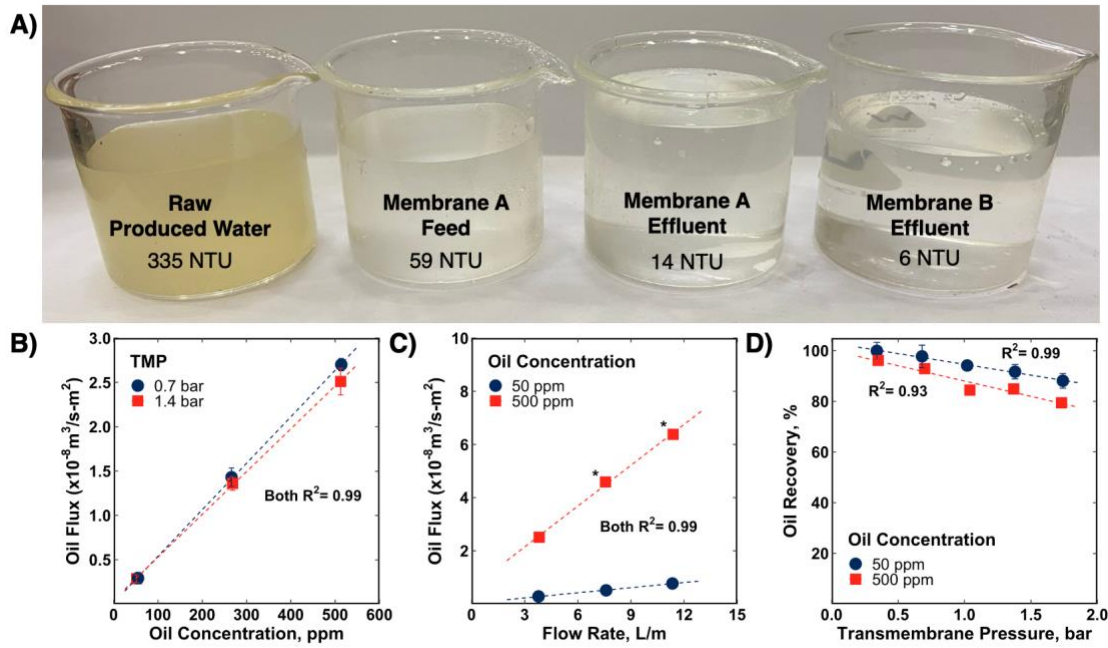 A)
Raw
Produced Water
335 NTU
Membrane A
Feed
59 NTU
Membrane A
Effluent
14 NTU
Membrane B
Effluent
6 NTU
B)
TMP
0.7 bar
1.4 bar
Both R²= 0.99
3.0
2.5
2.0
1.5
1.0
0.5
0 100 200 300 400 500 600
Oil Flux (x10⁻⁸m³/s-m²)
Oil Concentration, ppm
C)
Oil Concentration
50 ppm
500 ppm
*
*
Both R²= 0.99
10
8
6
4
2
3 6 9 12 15
Oil Flux (x10⁻⁸m³/s-m²)
Flow Rate, L/m
D)
R²= 0.99
R²= 0.93
Oil Concentration
50 ppm
500 ppm
100
80
60
40
20
0.0 0.5 1.0 1.5 2.0
Oil Recovery, %
Transmembrane Pressure, bar